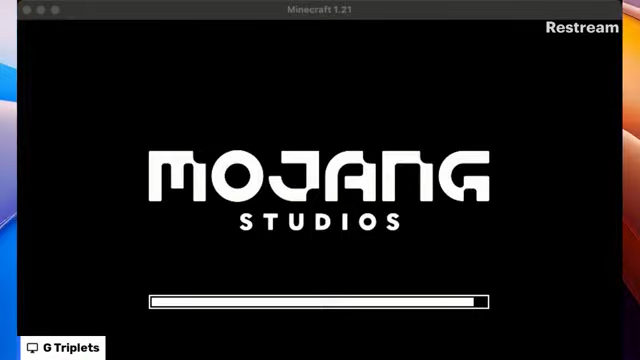 Minecraft 1.21
Restream
MOJANG
STUDIOS
G Triplets